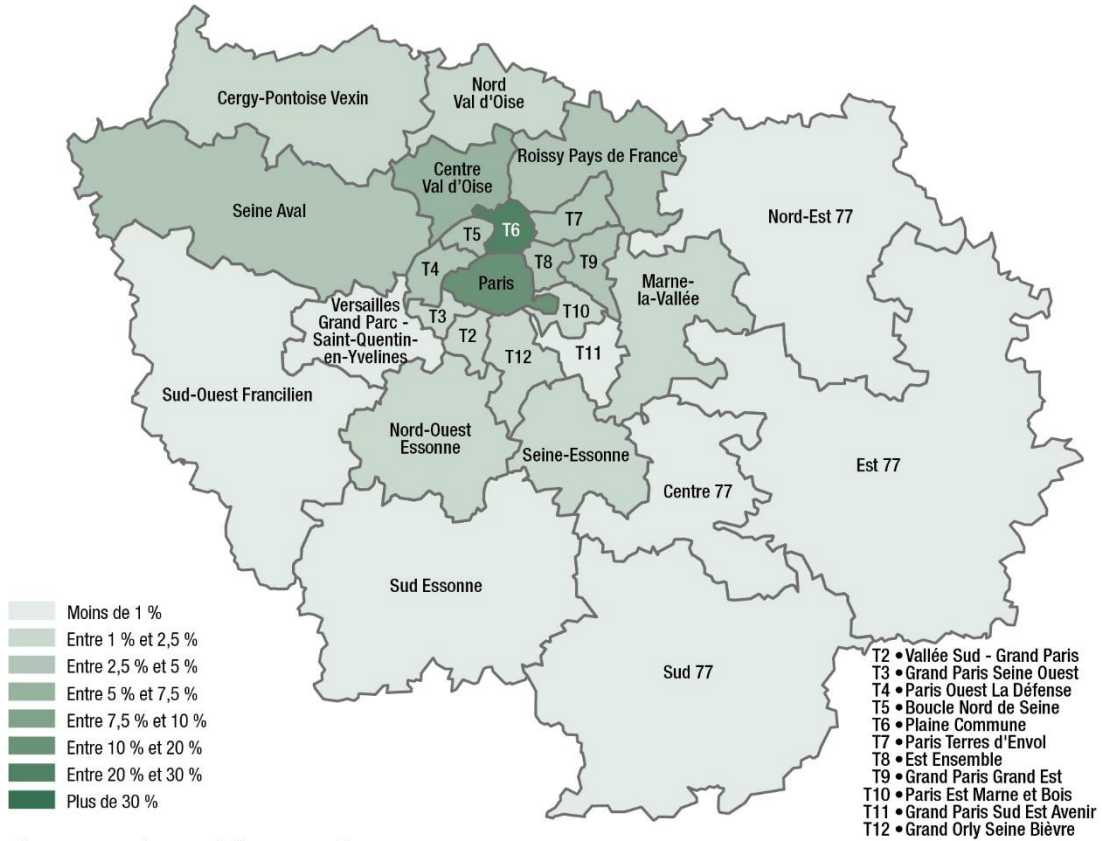 Cergy-Pontoise Vexin
Nord
Val d'Oise
Centre
Val d'Oise
Roissy Pays de France
Seine Aval
Nord-Est 77
T7
T6
T5
T4
T8
T9
Paris
Marne-
la-Vallée
Versailles
Grand Parc -
Saint-Quentin-
en-Yvelines
T3
T2
T10
T12
T11
Sud-Ouest Francilien
Nord-Ouest
Essonne
Seine-Essonne
Centre 77
Est 77
Sud Essonne
Sud 77
Moins de 1 %
Entre 1 % et 2,5 %
Entre 2,5 % et 5 %
Entre 5 % et 7,5 %
Entre 7,5 % et 10 %
Entre 10 % et 20 %
Entre 20 % et 30 %
Plus de 30 %
T2 • Vallée Sud - Grand Paris
T3 • Grand Paris Seine Ouest
T4 • Paris Ouest La Défense
T5 • Boucle Nord de Seine
T6 • Plaine Commune
T7 • Paris Terres d'Envol
T8 • Est Ensemble
T9 • Grand Paris Grand Est
T10 • Paris Est Marne et Bois
T11 • Grand Paris Sud Est Avenir
T12 • Grand Orly Seine Bièvre